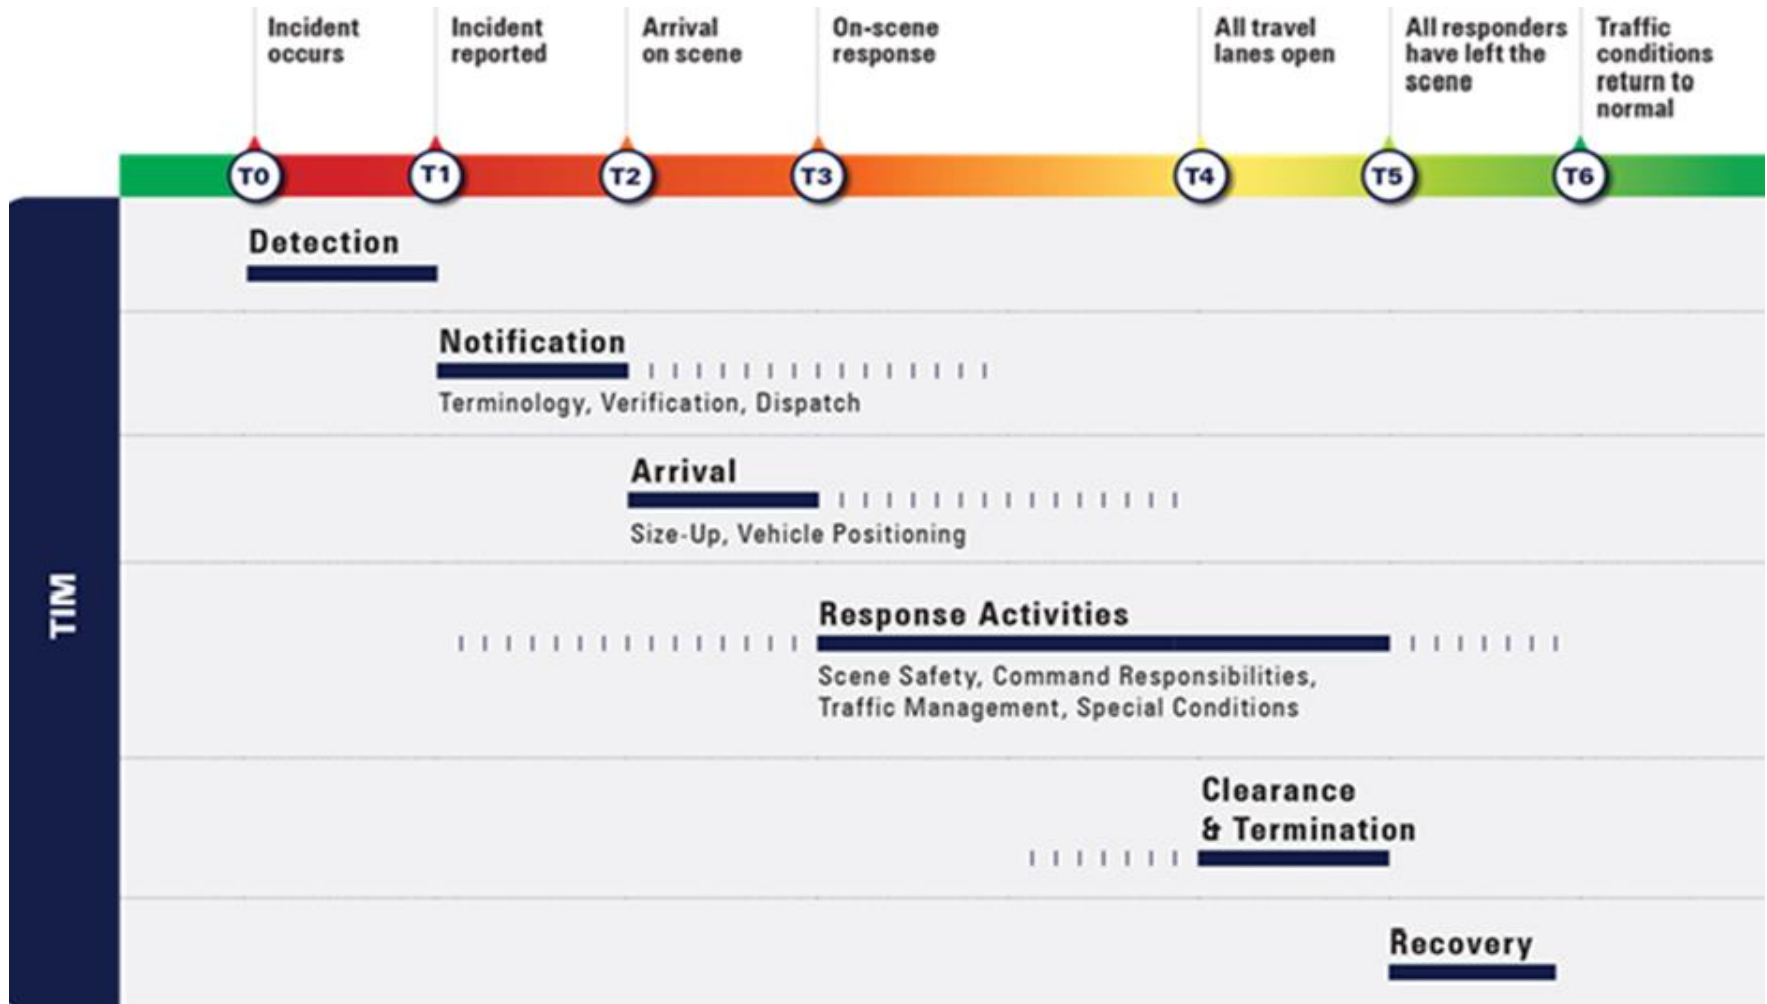 Incident
occurs
Incident
reported
Arrival
on scene
On-scene
response
All travel
lanes open
All responders
have left the
scene
Traffic
conditions
return to
normal
T0
T1
T2
T3
T4
T5
T6
TIM
Detection
Notification
Terminology, Verification, Dispatch
Arrival
Size-Up, Vehicle Positioning
Response Activities
Scene Safety, Command Responsibilities,
Traffic Management, Special Conditions
Clearance
& Termination
Recovery